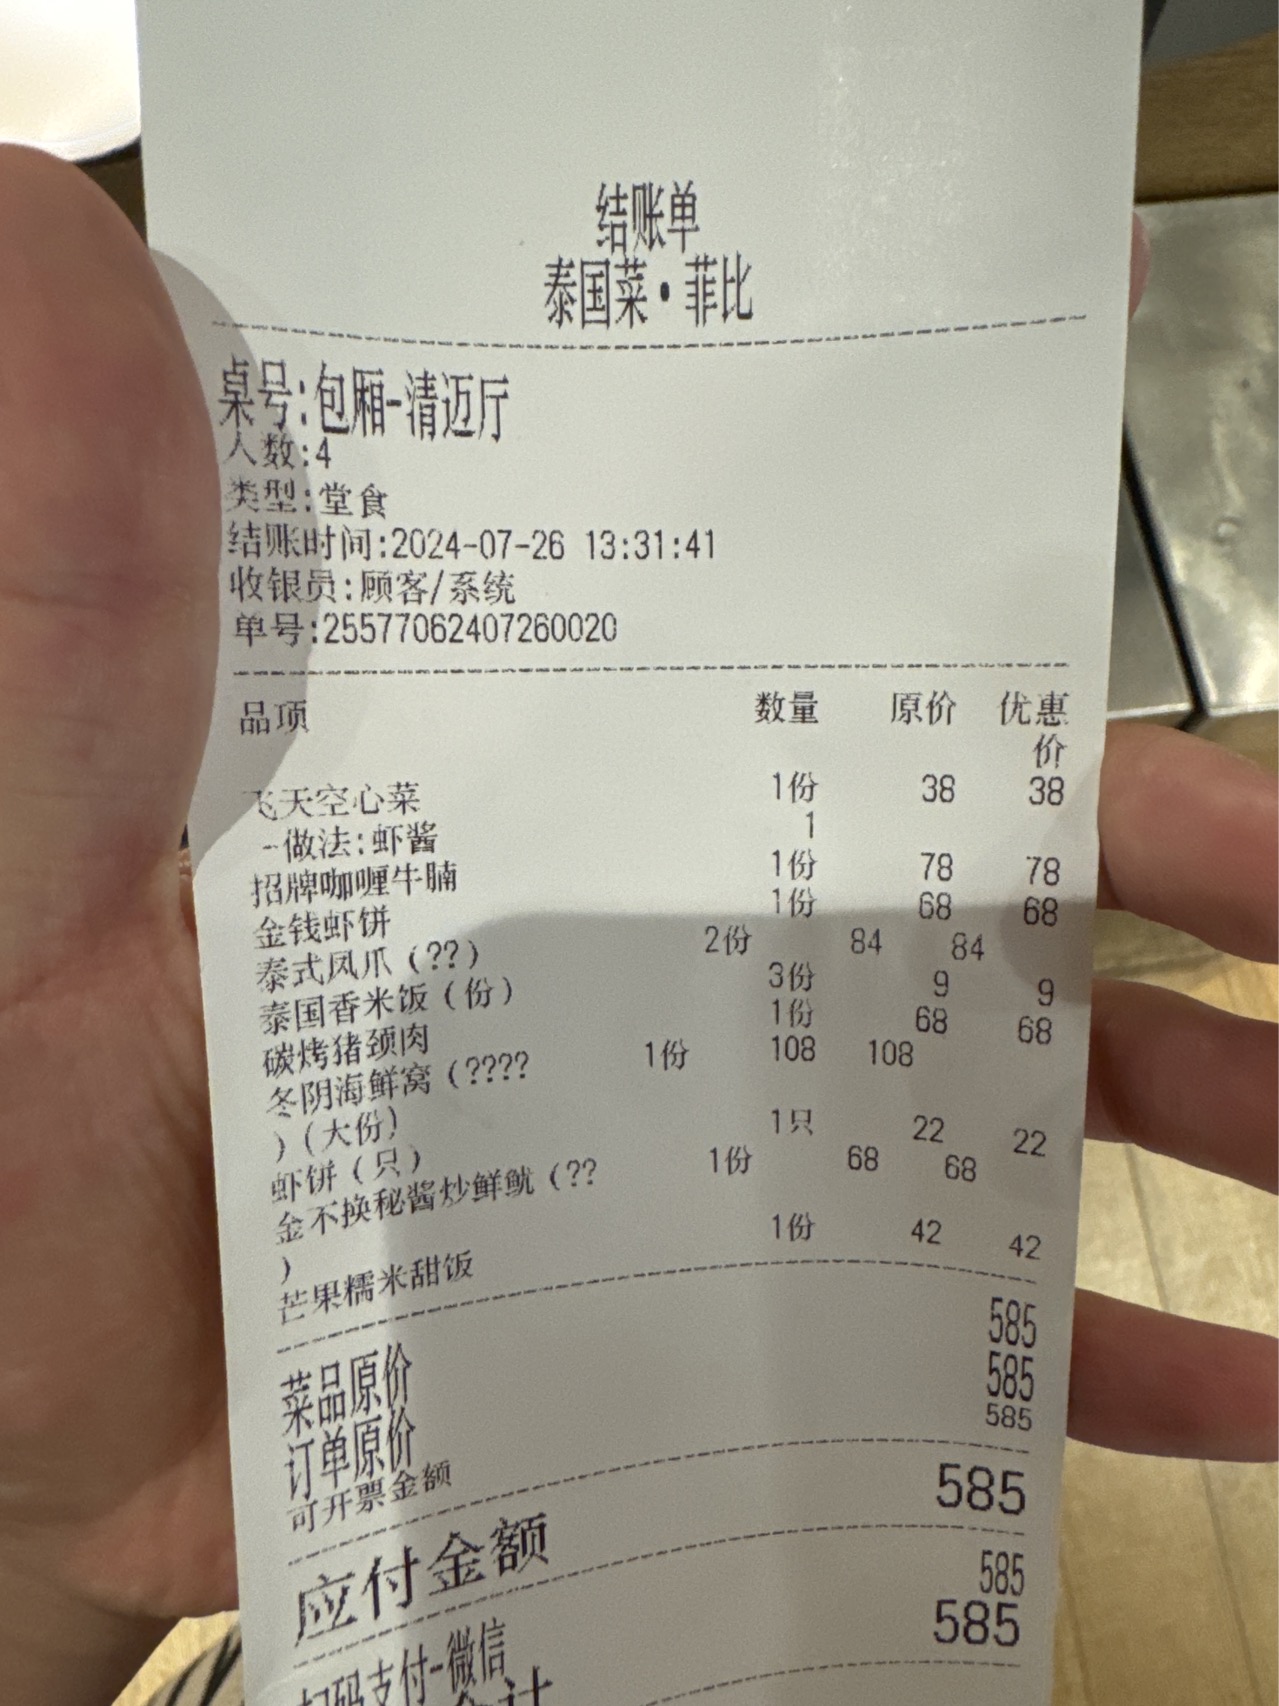 结账单
泰国菜•菲比
桌号:包厢-清迈厅
人数:4
类型:堂食
结账时间:2024-07-26 13:31:41
收银员:顾客/系统
单号:25577062407260020
品项 数量 原价 优惠
价
飞天空心菜 1份 38 38
-做法:虾酱 1
招牌咖喱牛腩 1份 78 78
金钱虾饼 1份 68 68
泰式凤爪(??) 2份 84 84
泰国香米饭(份) 3份 9 9
碳烤猪颈肉 1份 68 68
冬阴海鲜窝(???? 1份 108 108
)(大份)
虾饼(只) 1只 22 22
金不换秘酱炒鲜鱿(?? 1份 68 68
)
芒果糯米甜饭 1份 42 42
菜品原价 585
订单原价 585
可开票金额 585
应付金额 585
扫码支付-微信 585
合计 585